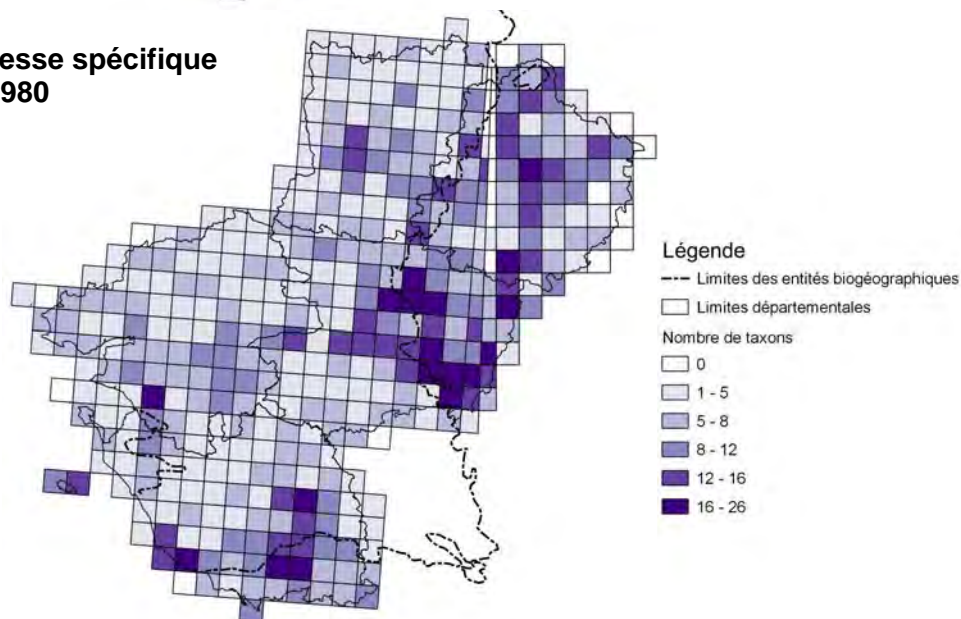 esse spécifique
980
Légende
Limites des entités biogéographiques
Limites départementales
Nombre de taxons
0
1 - 5
5 - 8
8 - 12
12 - 16
16 - 26